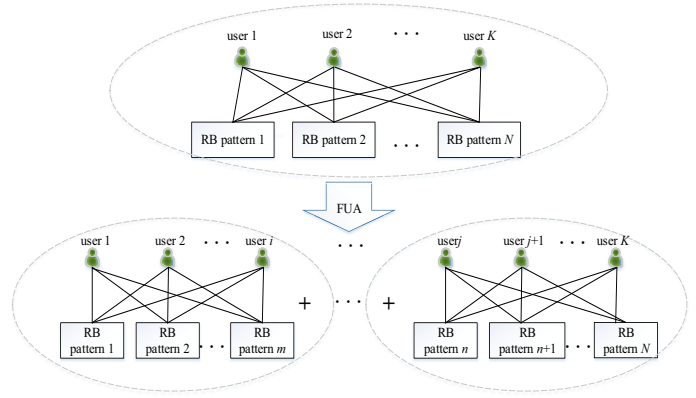 user 1 user 2 · · · user K
RB pattern 1 RB pattern 2 · · · RB pattern N
FUA
user 1 user 2 · · · user i · · · userj user j+1 · · · user K
+ · · · +
RB RB RB RB RB RB
pattern 1 pattern 2 · · · pattern m pattern n pattern n+1 · · · pattern N